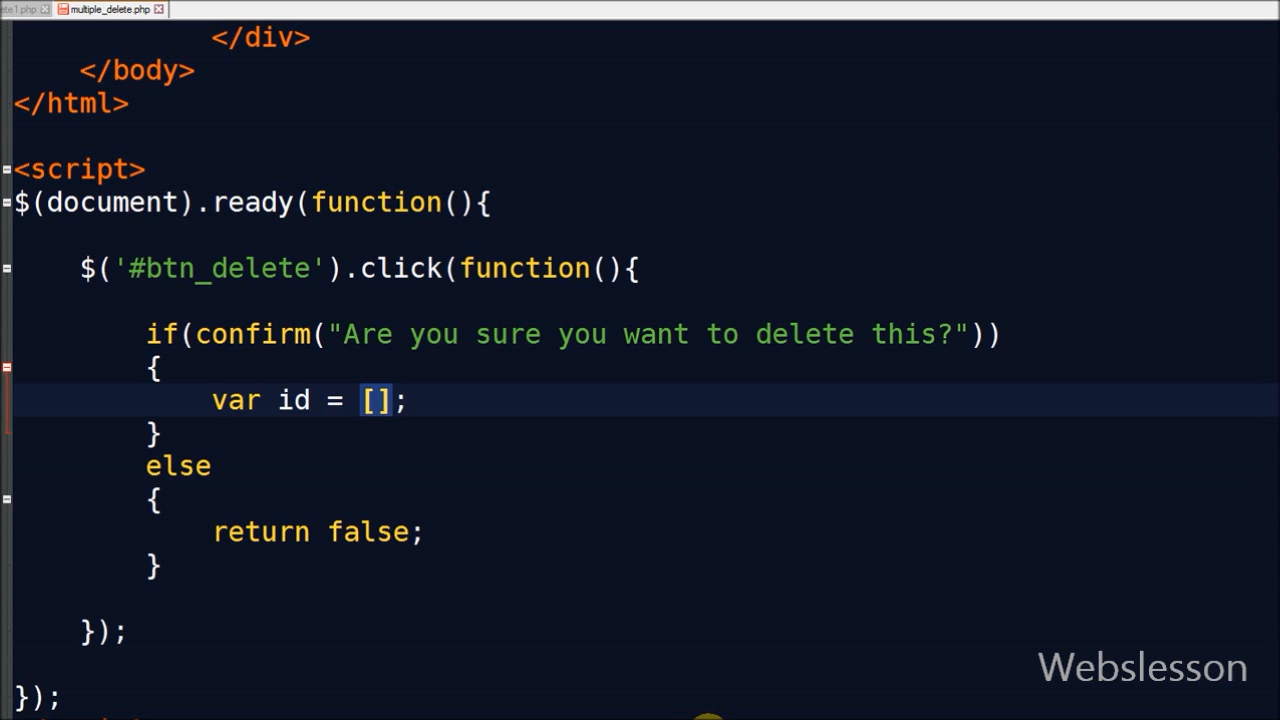 ete1.php multiple_delete.php
</div>
</body>
</html>
<script>
$(document).ready(function(){
$('#btn_delete').click(function(){
if(confirm("Are you sure you want to delete this?"))
{
var id = [];
}
else
{
return false;
}
});
});
Webslesson